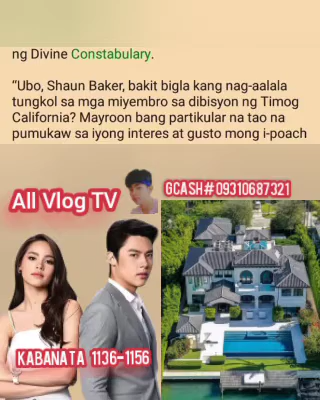 ng Divine Constabulary.
“Ubo, Shaun Baker, bakit bigla kang nag-aalala
tungkol sa mga miyembro sa dibisyon ng Timog
California? Mayroon bang partikular na tao na
pumukaw sa iyong interes at gusto mong i-poach
GCASH#09310687321
All Vlog TV
KABANATA 1136-1156